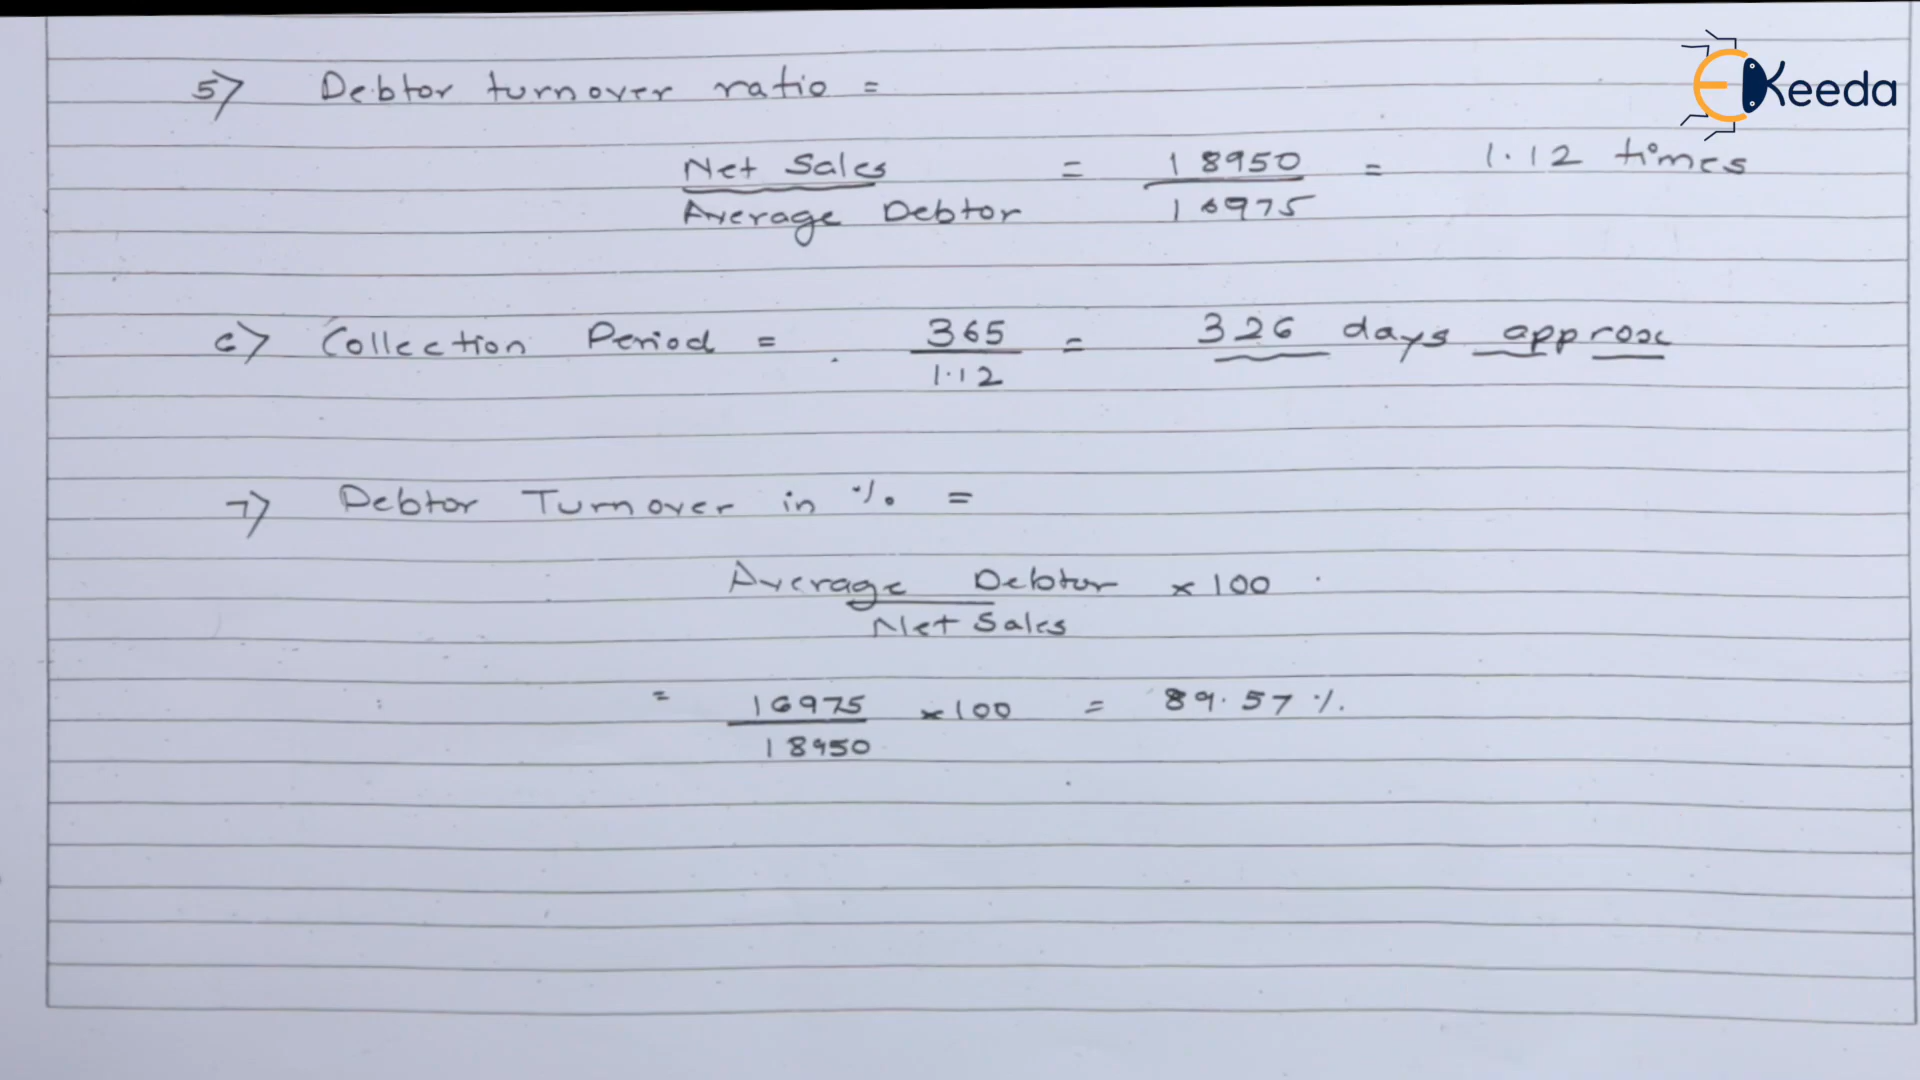 EKeeda
5) Debtor turnover ratio =
Net Sales = 18950 = 1.12 times
Average Debtor 16975
6) Collection Period = 365 = 326 days approx
1.12
7) Debtor Turnover in % =
Average Debtor × 100
Net Sales
= 16975 × 100 = 89.57 %
18950